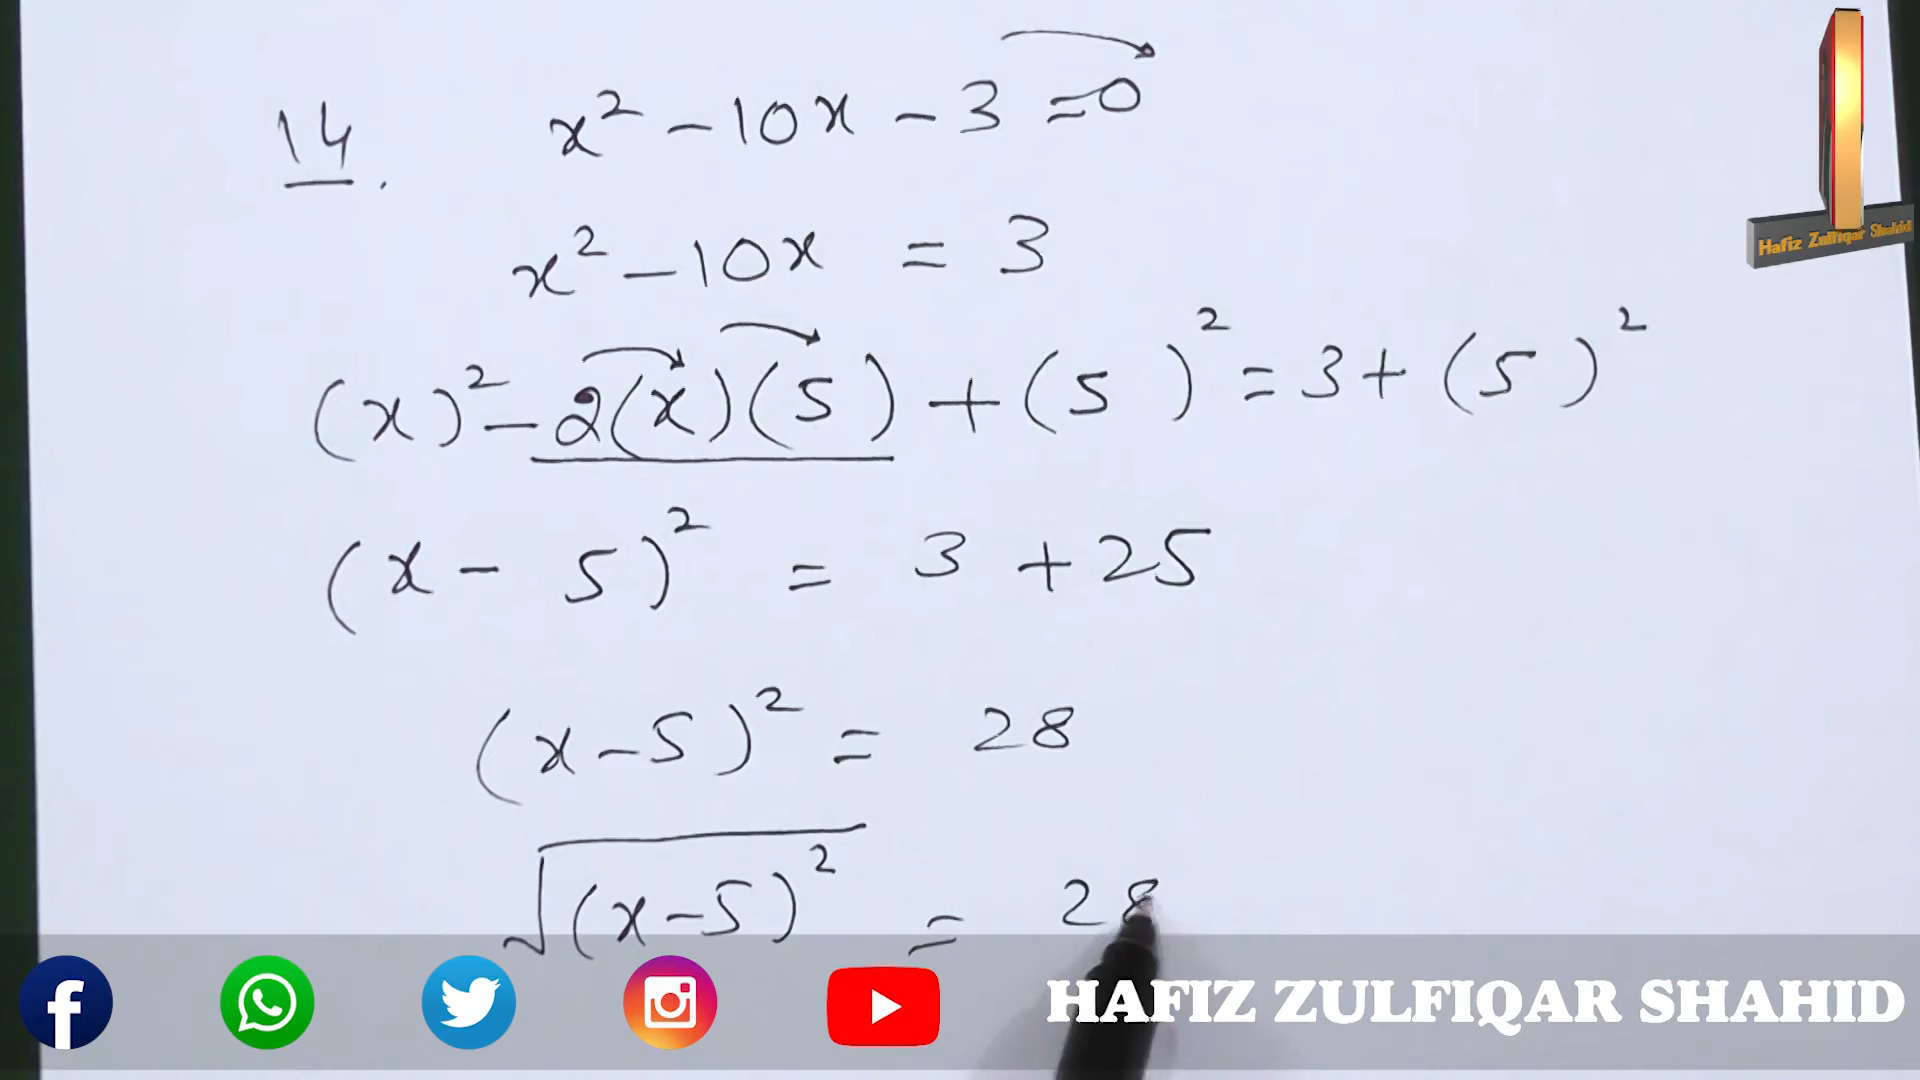 14. x² - 10x - 3 = 0
x² - 10x = 3
(x)² - 2(x)(5) + (5)² = 3 + (5)²
(x - 5)² = 3 + 25
(x - 5)² = 28
√(x - 5)² = 28
Hafiz Zulfiqar Shahid
HAFIZ ZULFIQAR SHAHID